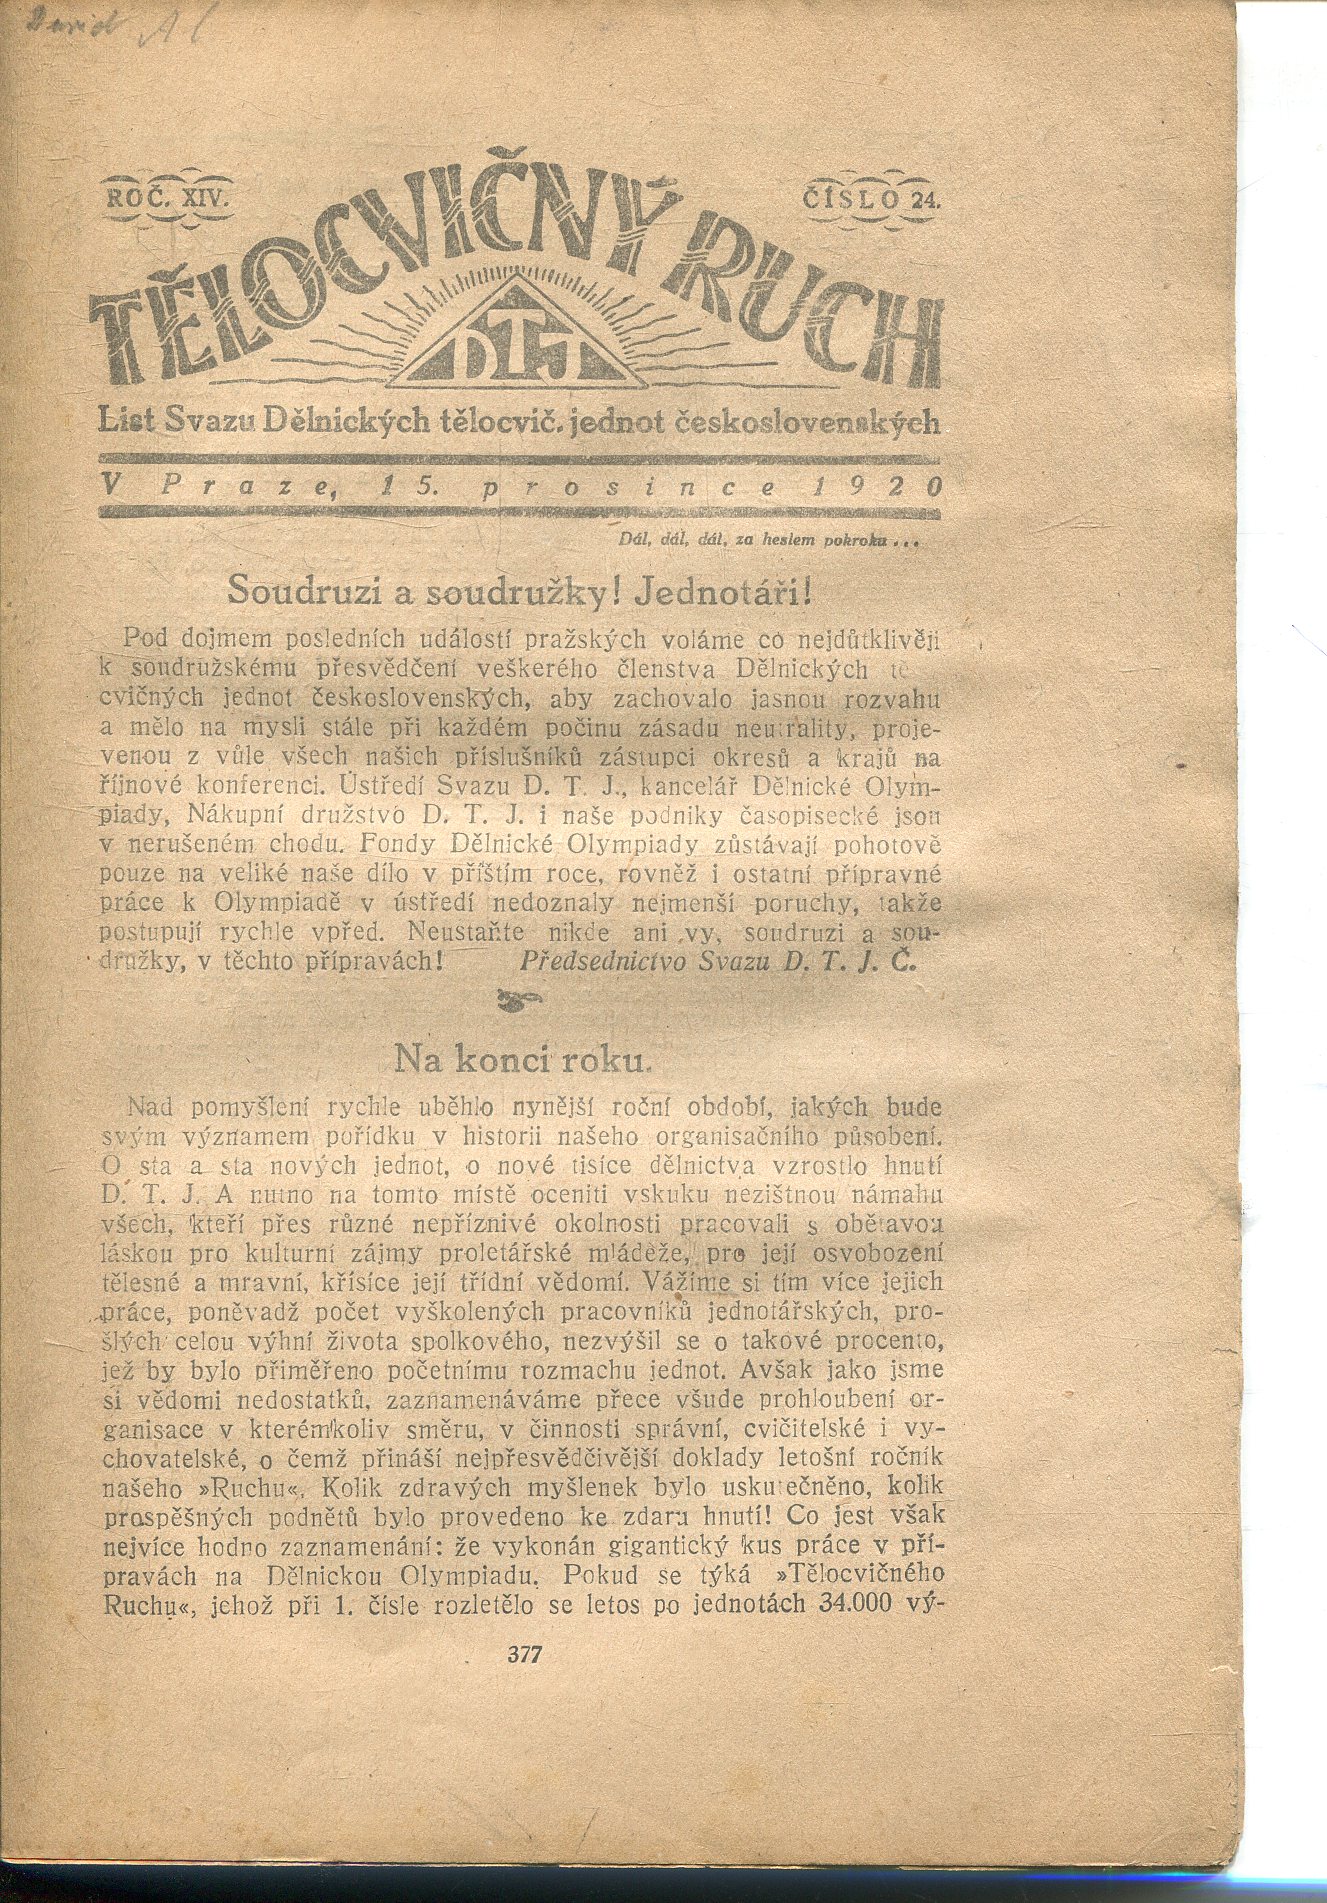 ROČ. XIV.
ČÍSLO 24.
TĚLOCVIČNÝ RUCH
DTJ
List Svazu Dělnických tělocvič. jednot československých
V Praze, 15. prosince 1920
Dál, dál, dál, za heslem pokroku...
Soudruzi a soudružky! Jednotáři!
Pod dojmem posledních událostí pražských voláme co nejdůtklivěji
k soudružskému přesvědčení veškerého členstva Dělnických tě
cvičných jednot československých, aby zachovalo jasnou rozvahu
a mělo na mysli stále při každém počinu zásadu neutrality, proje-
venou z vůle všech našich příslušníků zástupci okresů a krajů na
říjnové konferenci. Ústředí Svazu D. T. J., kancelář Dělnické Olym-
piady, Nákupní družstvo D. T. J. i naše podniky časopisecké jsou
v nerušeném chodu. Fondy Dělnické Olympiady zůstávají pohotově
pouze na veliké naše dílo v příštím roce, rovněž i ostatní přípravné
práce k Olympiadě v ústředí nedoznaly nejmenší poruchy, takže
postupují rychle vpřed. Neustaňte nikde ani vy, soudruzi a sou-
družky, v těchto přípravách! Předsednictvo Svazu D. T. J. Č.
Na konci roku.
Nad pomyšlení rychle uběhlo nynější roční období, jakých bude
svým významem pořídku v historii našeho organisačního působení.
O sta a sta nových jednot, o nové tisíce dělnictva vzrostlo hnutí
D. T. J. A nutno na tomto místě oceniti vskuku nezištnou námahu
všech, kteří přes různé nepříznivé okolnosti pracovali s obětavou
láskou pro kulturní zájmy proletářské mládeže, pro její osvobození
tělesné a mravní, křísíce její třídní vědomí. Vážíme si tím více jejich
práce, poněvadž počet vyškolených pracovníků jednotářských, pro-
šlých celou výhní života spolkového, nezvýšil se o takové procento,
jež by bylo přiměřeno početnímu rozmachu jednot. Avšak jako jsme
si vědomi nedostatků, zaznamenáváme přece všude prohloubení or-
ganisace v kterémkoliv směru, v činnosti správní, cvičitelské i vy-
chovatelské, o čemž přináší nejpřesvědčivější doklady letošní ročník
našeho »Ruchu«. Kolik zdravých myšlenek bylo uskutečněno, kolik
prospěšných podnětů bylo provedeno ke zdaru hnutí! Co jest však
nejvíce hodno zaznamenání: že vykonán gigantický kus práce v pří-
pravách na Dělnickou Olympiadu. Pokud se týká »Tělocvičného
Ruchu«, jehož při 1. čísle rozletělo se letos po jednotách 34.000 vý-
377